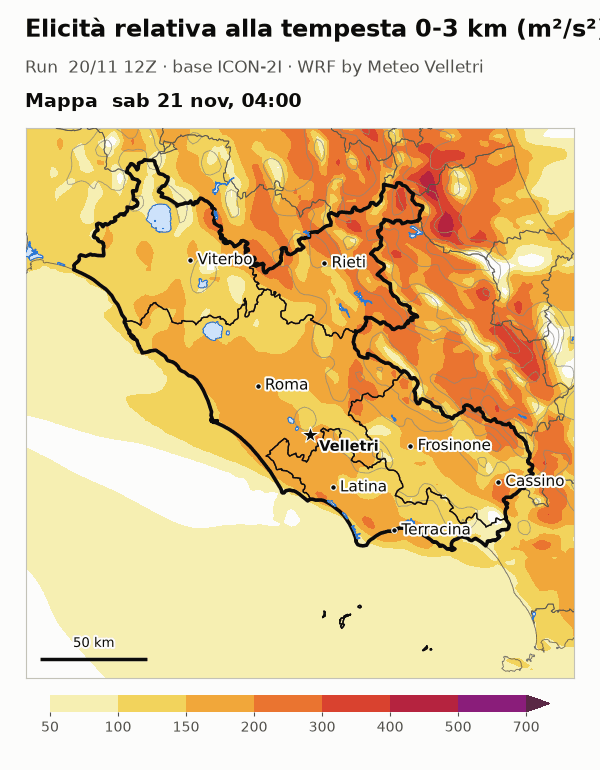 Elicità relativa alla tempesta 0-3 km (m²/s²)
Run 20/11 12Z · base ICON-2I · WRF by Meteo Velletri
Mappa sab 21 nov, 04:00
Viterbo
Rieti
Roma
Velletri
Frosinone
Latina
Cassino
Terracina
50 km
50 100 150 200 300 400 500 700